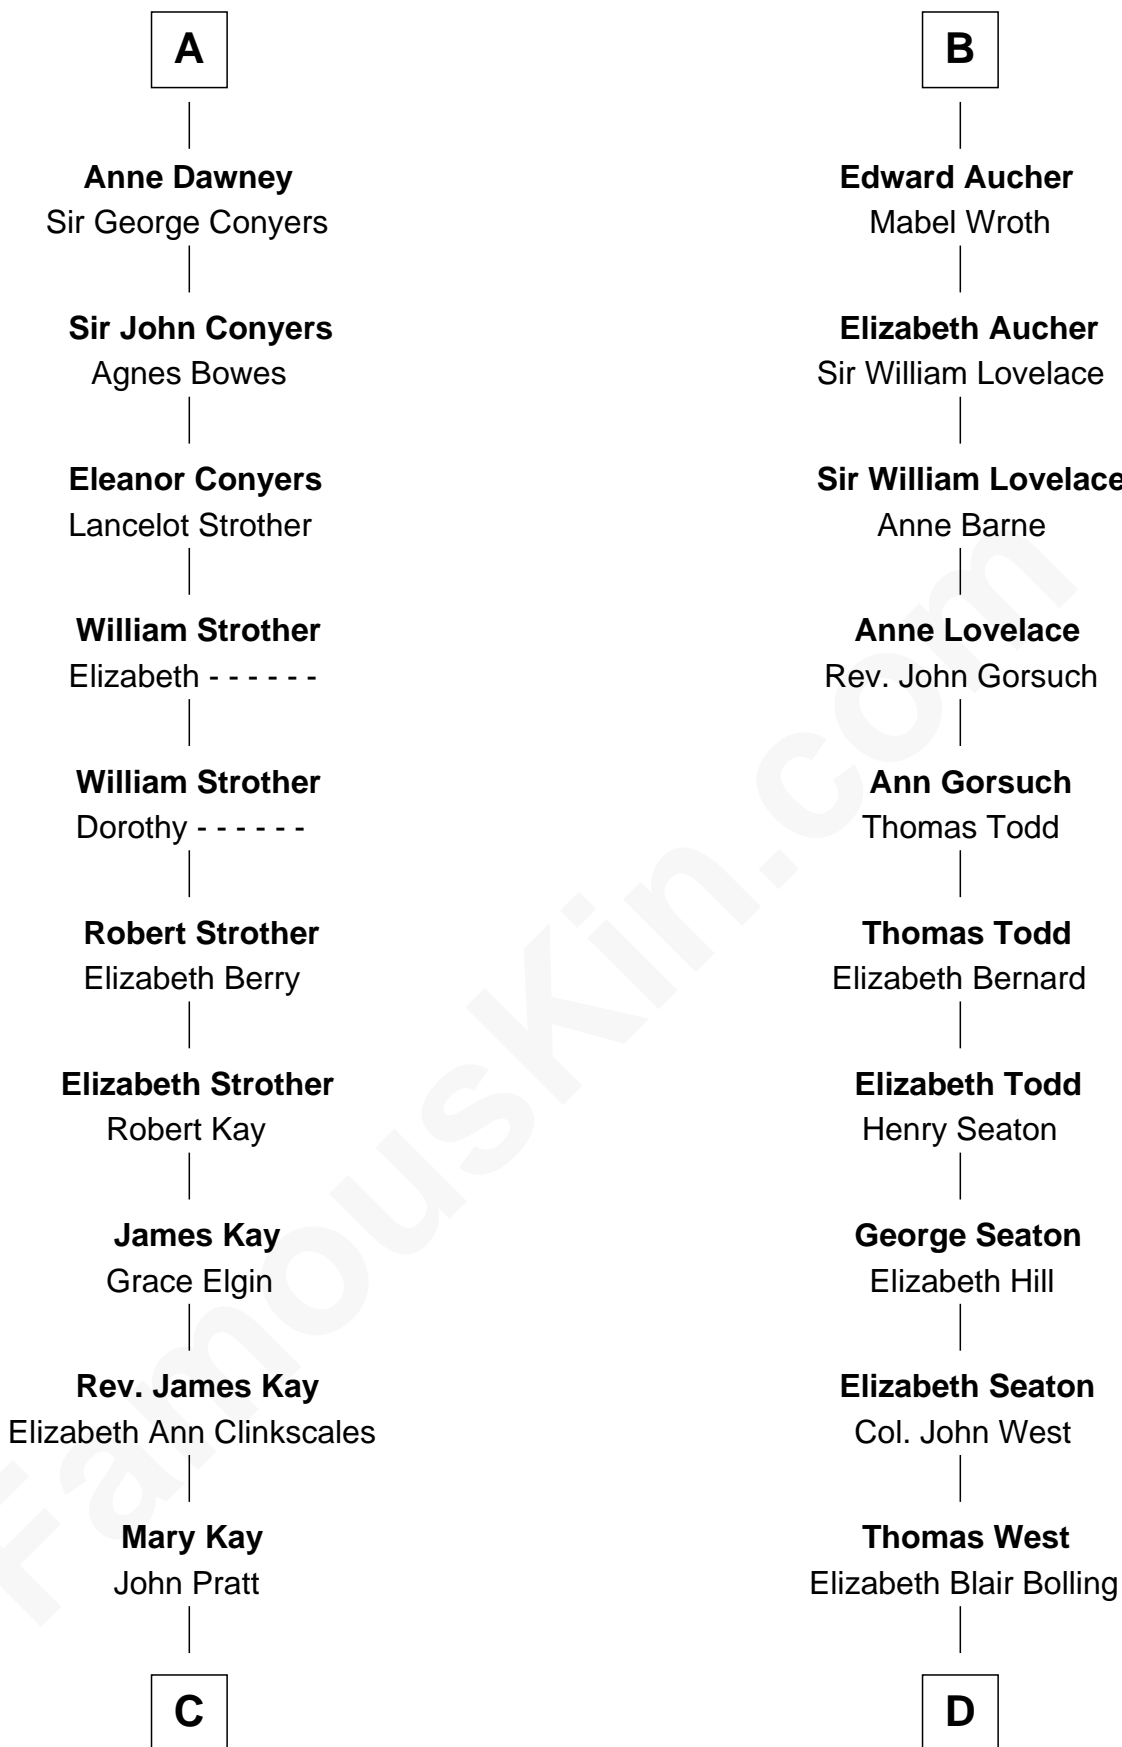 A
Anne Dawney
Sir George Conyers
Sir John Conyers
Agnes Bowes
Eleanor Conyers
Lancelot Strother
William Strother
Elizabeth - - - - - -
William Strother
Dorothy - - - - - -
Robert Strother
Elizabeth Berry
Elizabeth Strother
Robert Kay
James Kay
Grace Elgin
Rev. James Kay
Elizabeth Ann Clinkscales
Mary Kay
John Pratt
C
B
Edward Aucher
Mabel Wroth
Elizabeth Aucher
Sir William Lovelace
Sir William Lovelace
Anne Barne
Anne Lovelace
Rev. John Gorsuch
Ann Gorsuch
Thomas Todd
Thomas Todd
Elizabeth Bernard
Elizabeth Todd
Henry Seaton
George Seaton
Elizabeth Hill
Elizabeth Seaton
Col. John West
Thomas West
Elizabeth Blair Bolling
D
FamousKin.com